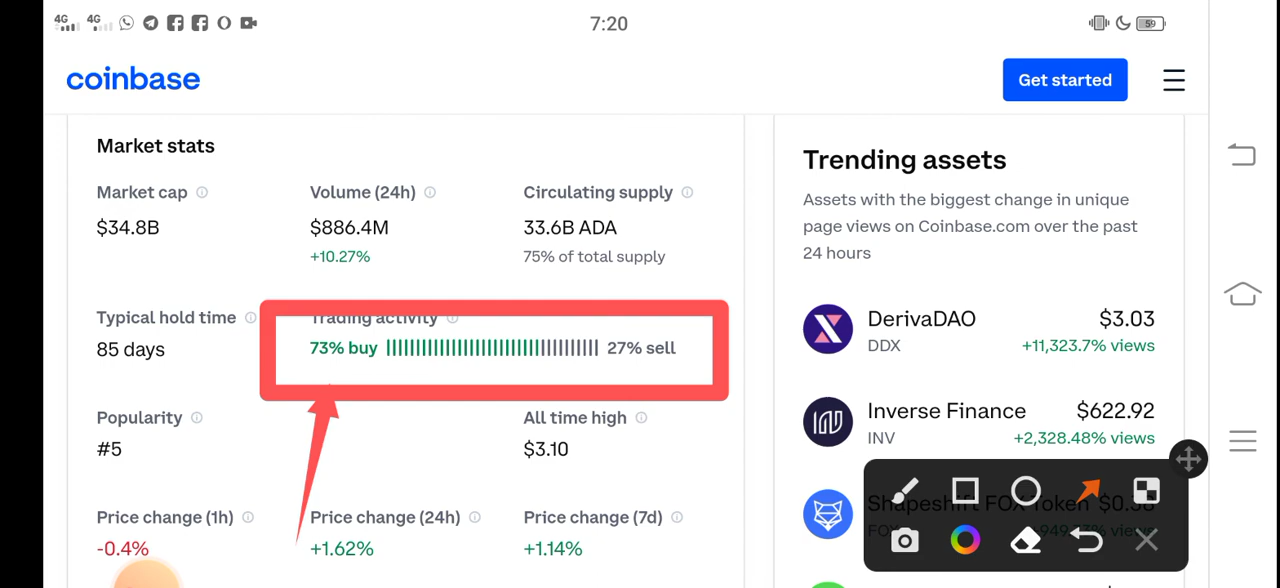 4G 4G 7:20 59
coinbase
Get started
Market stats
Market cap
Volume (24h)
Circulating supply
$34.8B
$886.4M
33.6B ADA
+10.27%
75% of total supply
Typical hold time
Trading activity
85 days
73% buy
27% sell
Popularity
All time high
#5
$3.10
Price change (1h)
Price change (24h)
Price change (7d)
-0.4%
+1.62%
+1.14%
Trending assets
Assets with the biggest change in unique
page views on Coinbase.com over the past
24 hours
DerivaDAO
$3.03
DDX
+11,323.7% views
Inverse Finance
$622.92
INV
+2,328.48% views
Shapeshift FOX Token
FOX
views